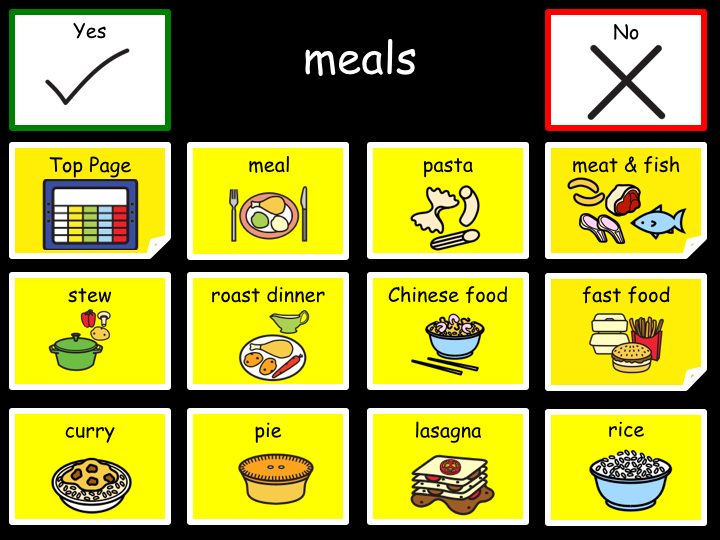 Yes
meals
No
Top Page
meal
pasta
meat & fish
stew
roast dinner
Chinese food
fast food
curry
pie
lasagna
rice